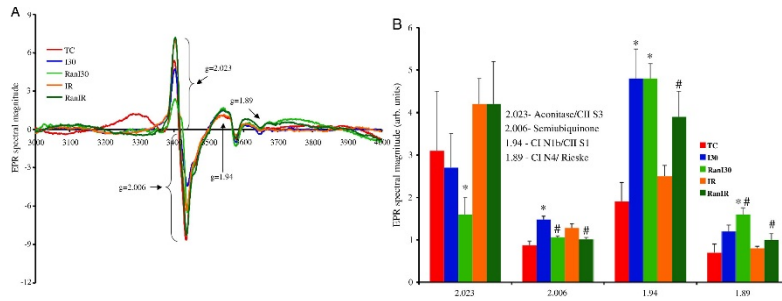 A
EPR spectral magnitude
9
6
3
0
-3
-6
-9
-12
3000
3100
3200
3300
3400
3500
3600
3700
3800
3900
4000
TC
I30
RanI30
IR
RanIR
g=2.023
g=1.89
g=1.94
g=2.006
B
EPR spectral magnitude (arb. units)
6
5
4
3
2
1
0
2.023- Aconitase/CII S3
2.006- Semiubiquinone
1.94 - CI N1b/CII S1
1.89 - CI N4/ Rieske
TC
I30
RanI30
IR
RanIR
*
*
#
#
*
*
#
*
#
#
2.023
2.006
1.94
1.89